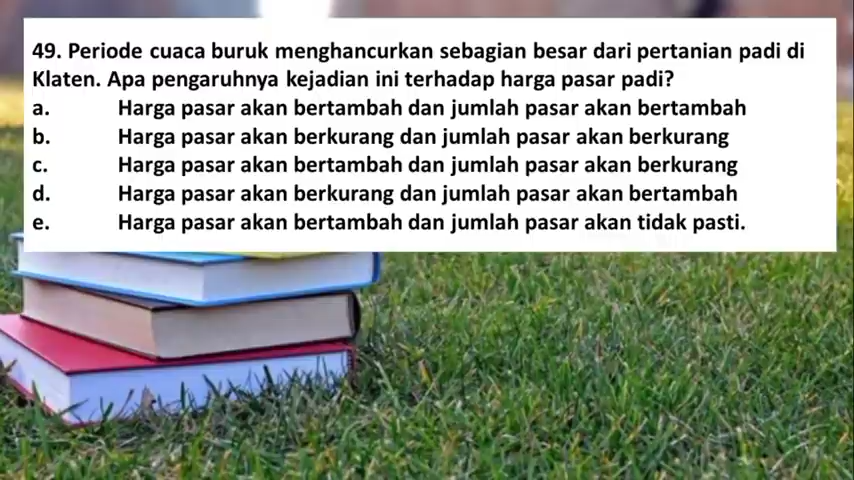 49. Periode cuaca buruk menghancurkan sebagian besar dari pertanian padi di
Klaten. Apa pengaruhnya kejadian ini terhadap harga pasar padi?
a. Harga pasar akan bertambah dan jumlah pasar akan bertambah
b. Harga pasar akan berkurang dan jumlah pasar akan berkurang
c. Harga pasar akan bertambah dan jumlah pasar akan berkurang
d. Harga pasar akan berkurang dan jumlah pasar akan bertambah
e. Harga pasar akan bertambah dan jumlah pasar akan tidak pasti.